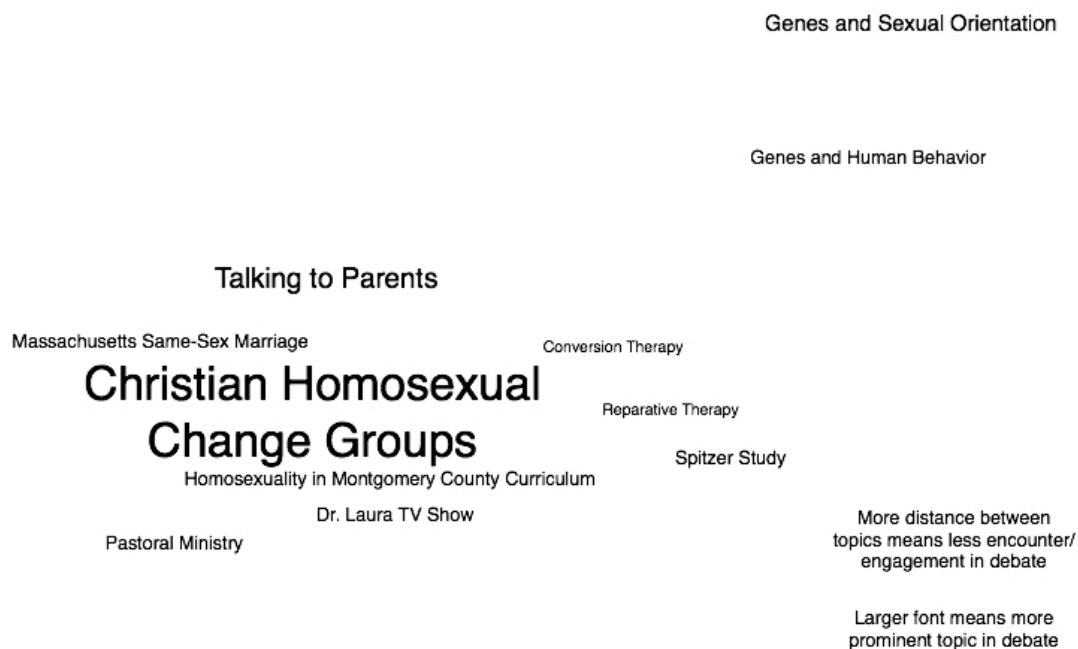 Genes and Sexual Orientation
Genes and Human Behavior
Talking to Parents
Massachusetts Same-Sex Marriage
Conversion Therapy
Christian Homosexual
Change Groups
Reparative Therapy
Spitzer Study
Homosexuality in Montgomery County Curriculum
Dr. Laura TV Show
Pastoral Ministry
More distance between
topics means less encounter/
engagement in debate
Larger font means more
prominent topic in debate